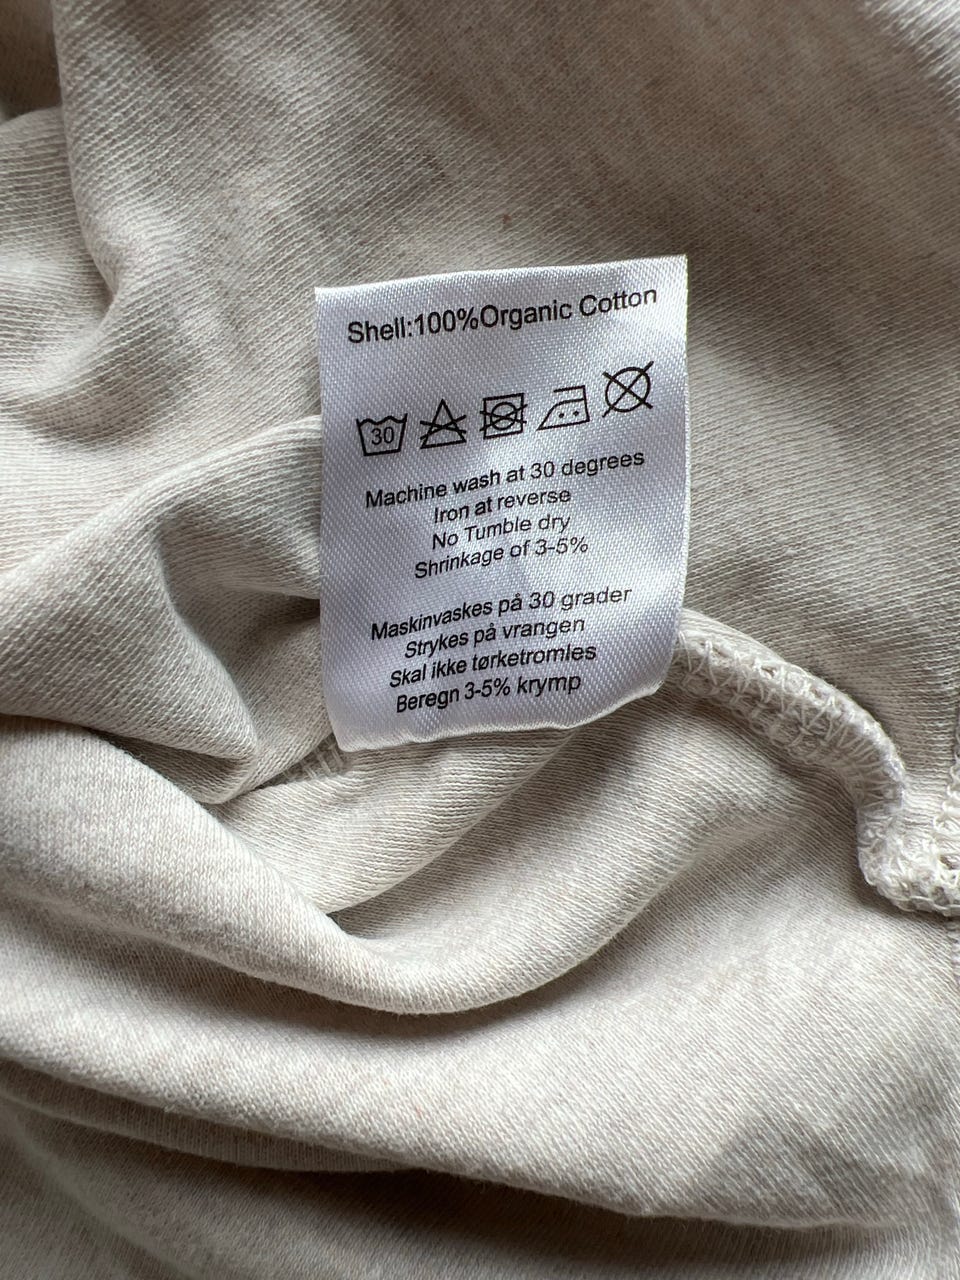 Shell:100%Organic Cotton
30
Machine wash at 30 degrees
Iron at reverse
No Tumble dry
Shrinkage of 3-5%
Maskinvaskes på 30 grader
Strykes på vrangen
Skal ikke tørketromles
Beregn 3-5% krymp